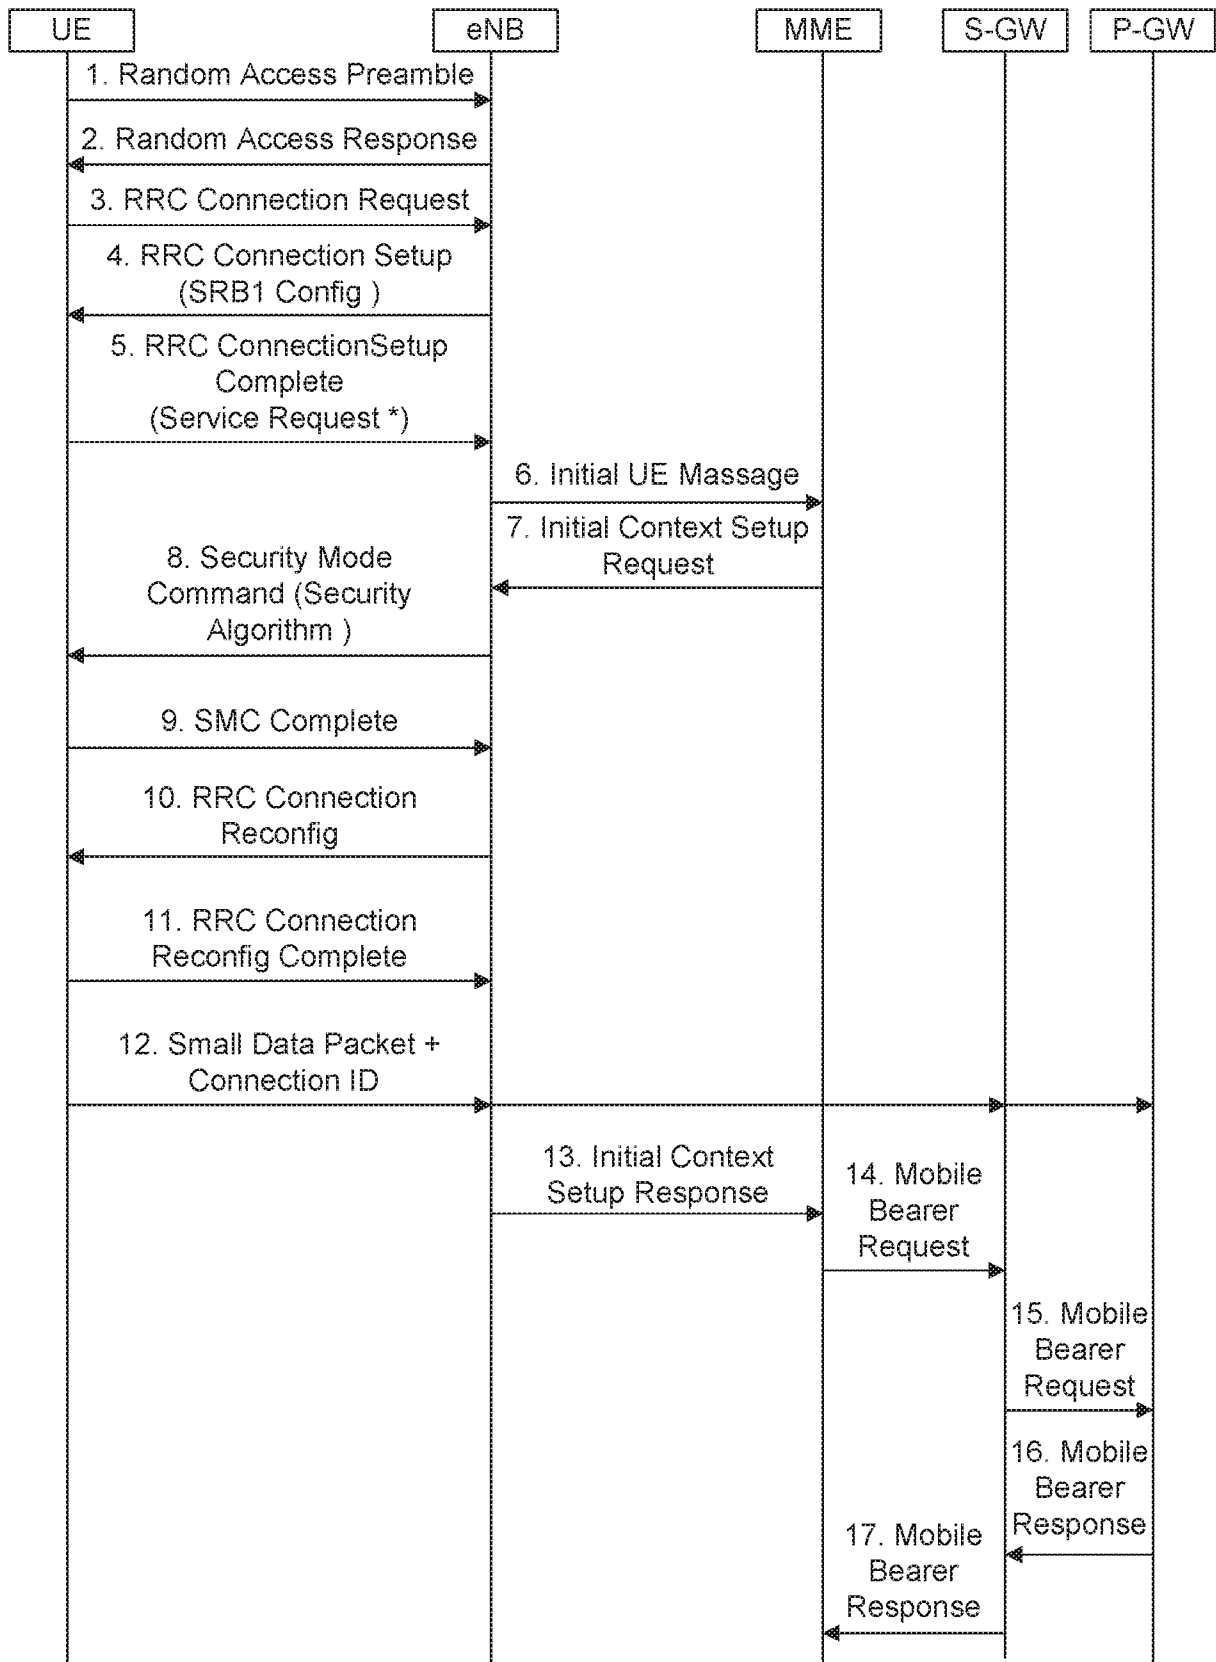 UE
eNB
MME
S-GW
P-GW
1. Random Access Preamble
2. Random Access Response
3. RRC Connection Request
4. RRC Connection Setup
(SRB1 Config )
5. RRC ConnectionSetup
Complete
(Service Request *)
6. Initial UE Massage
7. Initial Context Setup
Request
8. Security Mode
Command (Security
Algorithm )
9. SMC Complete
10. RRC Connection
Reconfig
11. RRC Connection
Reconfig Complete
12. Small Data Packet +
Connection ID
13. Initial Context
Setup Response
14. Mobile
Bearer
Request
15. Mobile
Bearer
Request
16. Mobile
Bearer
Response
17. Mobile
Bearer
Response